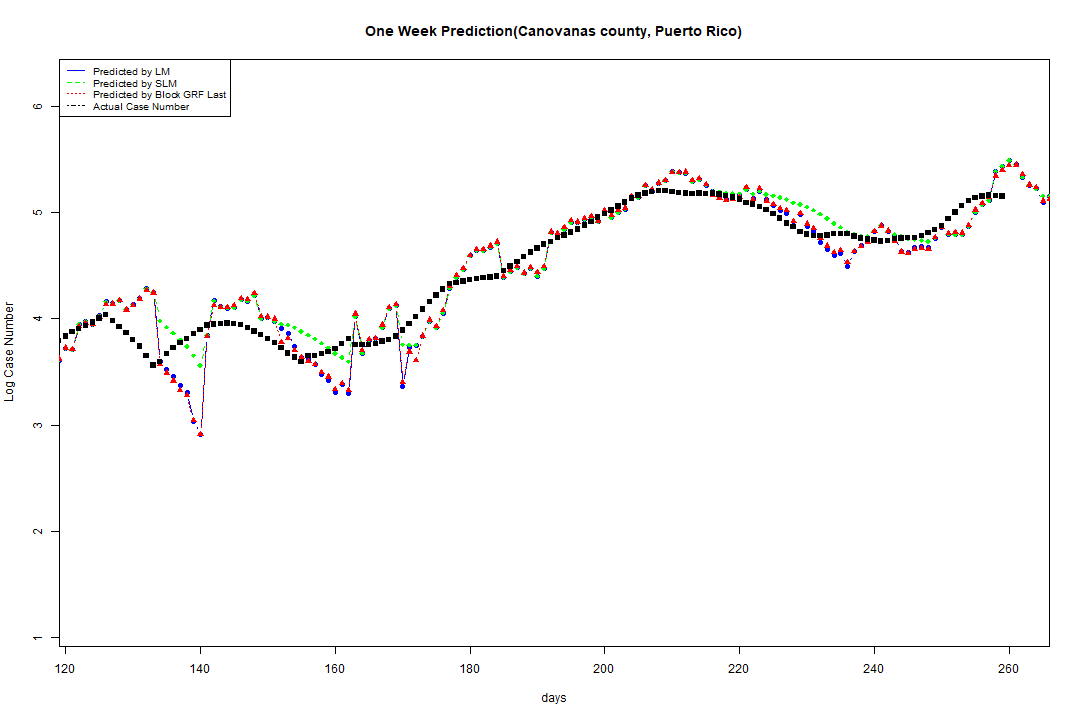 One Week Prediction(Canovanas county, Puerto Rico)
Predicted by LM
Predicted by SLM
Predicted by Block GRF Last
Actual Case Number
6
5
4
3
2
1
Log Case Number
120 140 160 180 200 220 240 260
days